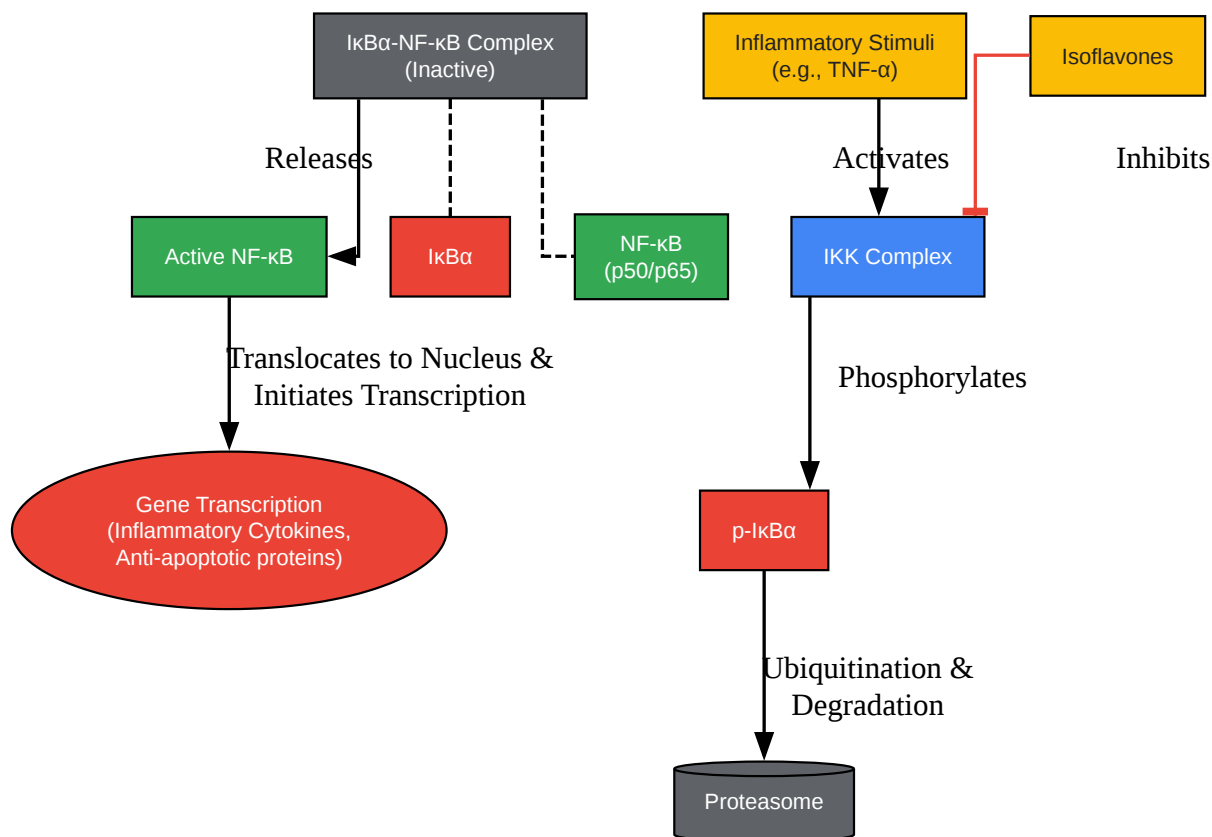 IκBα-NF-κB Complex
(Inactive)
Inflammatory Stimuli
(e.g., TNF-α)
Isoflavones
Releases
Activates
Inhibits
Active NF-κB
IκBα
NF-κB
(p50/p65)
IKK Complex
Translocates to Nucleus &
Initiates Transcription
Phosphorylates
Gene Transcription
(Inflammatory Cytokines,
Anti-apoptotic proteins)
p-IκBα
Ubiquitination &
Degradation
Proteasome